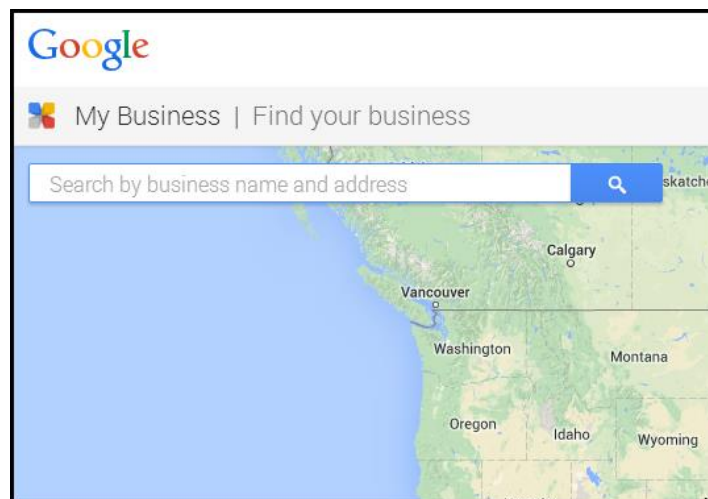 Google
My Business | Find your business
Search by business name and address
skatch
Calgary
Vancouver
Washington
Montana
Oregon
Idaho
Wyoming